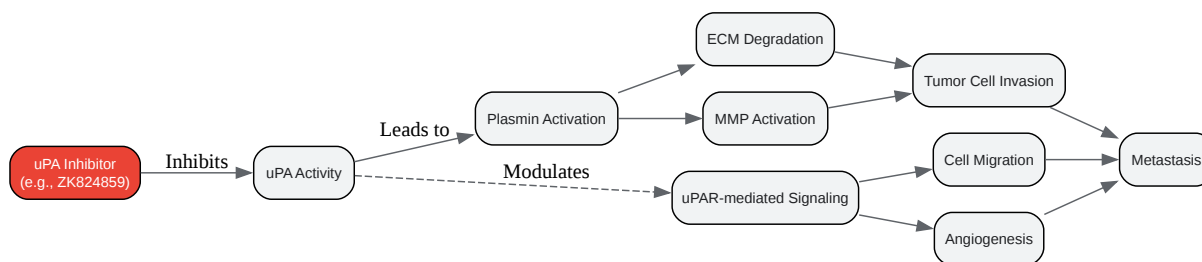 uPA Inhibitor
(e.g., ZK824859)
Inhibits
uPA Activity
Leads to
Modulates
Plasmin Activation
ECM Degradation
MMP Activation
uPAR-mediated Signaling
Tumor Cell Invasion
Cell Migration
Angiogenesis
Metastasis